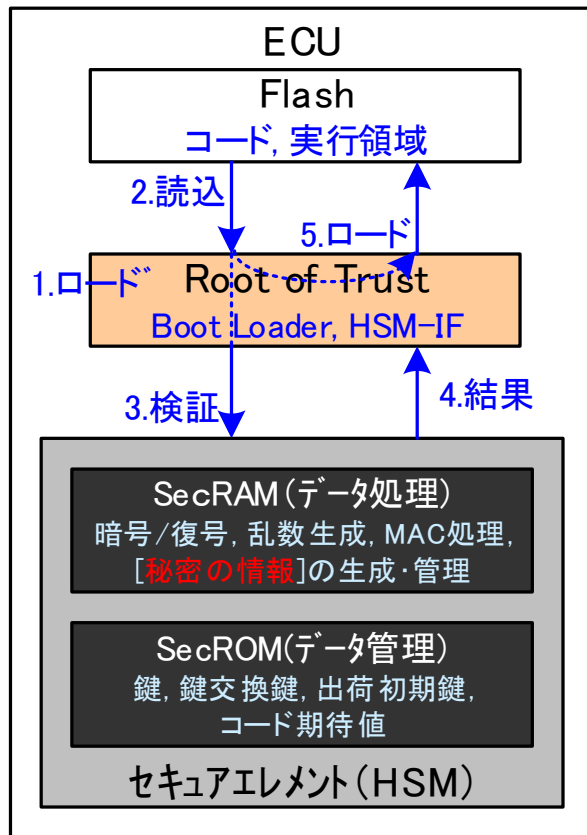 ECU
Flash
コード, 実行領域
2.読込
5.ロード
1.ロード
Root of Trust
Boot Loader, HSM-IF
3.検証
4.結果
SecRAM(データ処理)
暗号/復号, 乱数生成, MAC処理,
[秘密の情報]の生成・管理
SecROM(データ管理)
鍵, 鍵交換鍵, 出荷初期鍵,
コード期待値
セキュアエレメント(HSM)